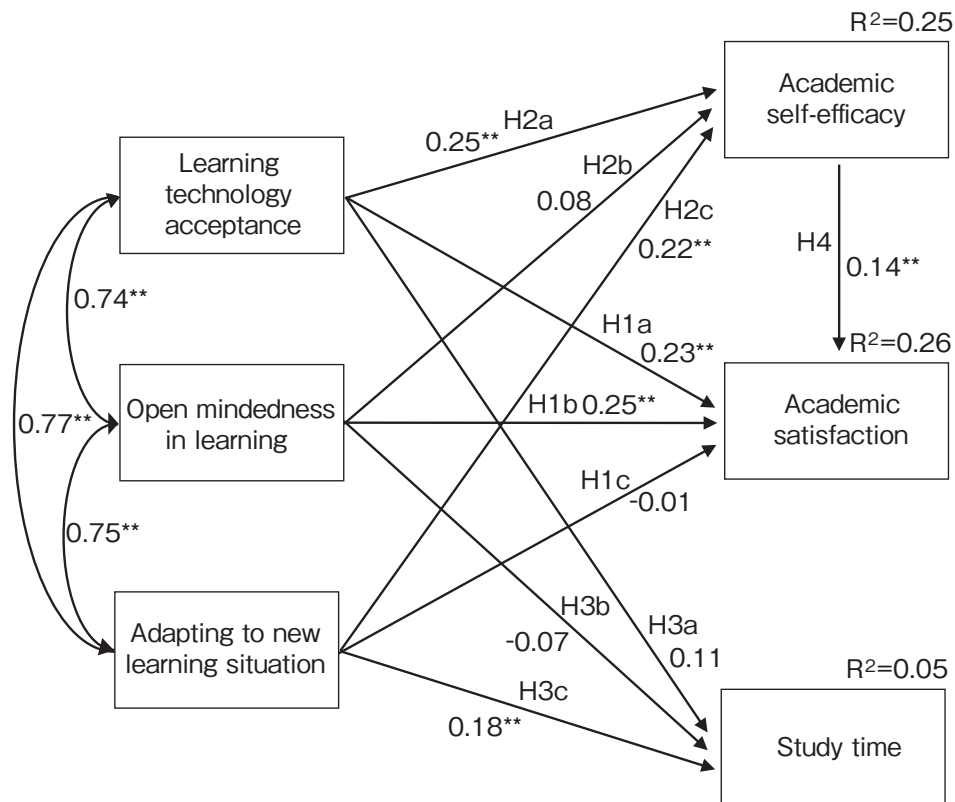 R²=0.25
Academic
self-efficacy
H2a
0.25**
Learning
technology
acceptance
H2b
0.08
H2c
0.22**
H4
0.14**
0.74**
H1a
0.23**
R²=0.26
Open mindedness
in learning
H1b 0.25**
Academic
satisfaction
0.77**
H1c
-0.01
0.75**
Adapting to new
learning situation
H3b
-0.07
H3a
0.11
H3c
0.18**
R²=0.05
Study time